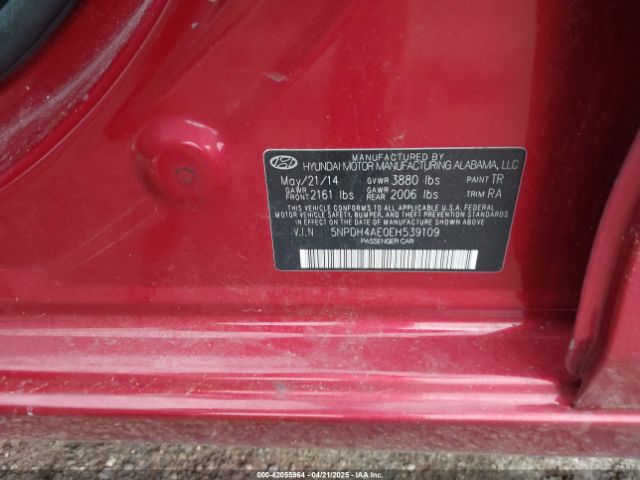 MANUFACTURED BY
HYUNDAI MOTOR MANUFACTURING ALABAMA, LLC
May/21/14 GVWR 3880 lbs PAINT TR
GAWR FRONT 2161 lbs GAWR REAR 2006 lbs TRIM RA
THIS VEHICLE CONFORMS TO ALL APPLICABLE U.S.A. FEDERAL
MOTOR VEHICLE SAFETY, BUMPER, AND THEFT PREVENTION STANDARDS
IN EFFECT ON THE DATE OF MANUFACTURE SHOWN ABOVE.
V.I.N 5NPDH4AE0EH539109
PASSENGER CAR
000-42055964 - 04/21/2025 - IAAI.COM